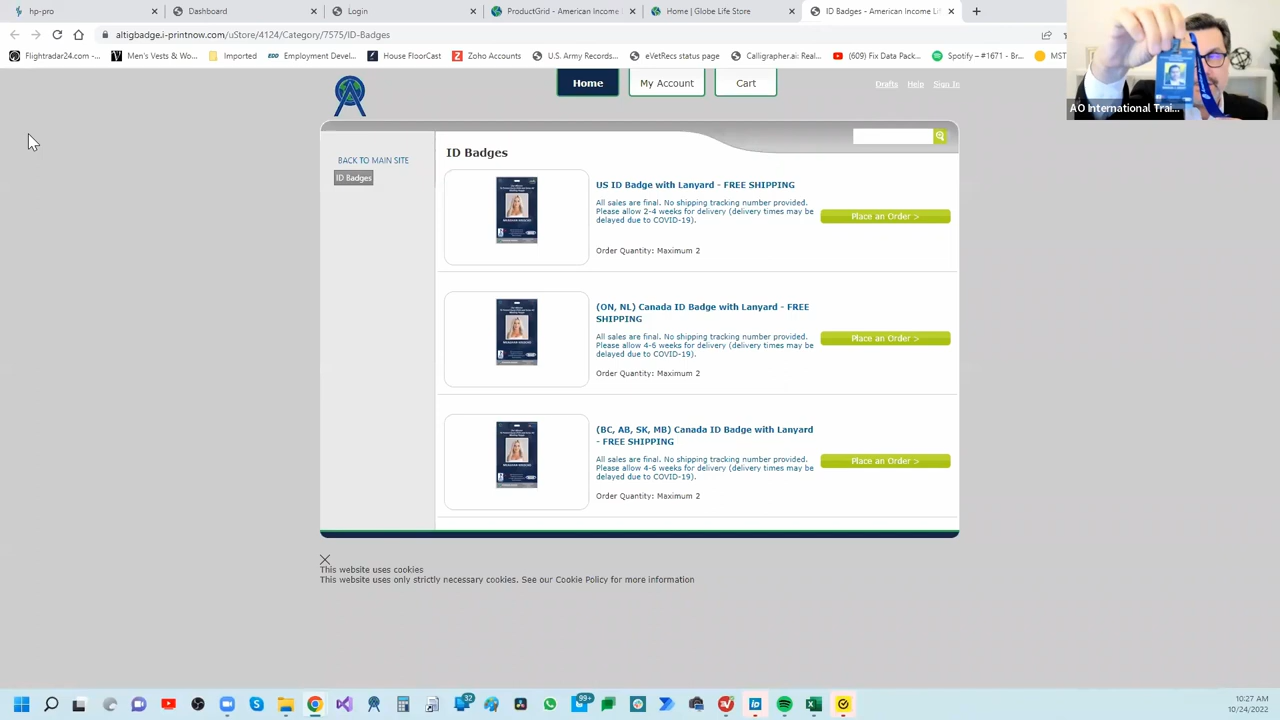 hp-pro
Dashboard
Login
ProductGrid - American Income
Home | Globe Life Store
ID Badges - American Income Li
altigbadget.i-printnow.com/uStore/4124/Category/7575/ID-Badges
Flightradar24.com -...
Men's Vests & Wo...
Imported
Employment Develo...
House FloorCast
Zoho Accounts
U.S. Army Records...
eVetRecs status page
Calligrapher.ai: Real...
(609) Fix Data Pack...
Spotify – #1671 - Br...
MST
AO International Trai...
Home
My Account
Cart
Drafts
Help
Sign In
BACK TO MAIN SITE
ID Badges
ID Badges
US ID Badge with Lanyard - FREE SHIPPING
All sales are final. No shipping tracking number provided.
Please allow 2-4 weeks for delivery (delivery times may be
delayed due to COVID-19).
Place an Order >
Order Quantity: Maximum 2
(ON, NL) Canada ID Badge with Lanyard - FREE
SHIPPING
All sales are final. No shipping tracking number provided.
Please allow 4-6 weeks for delivery (delivery times may be
delayed due to COVID-19).
Place an Order >
Order Quantity: Maximum 2
(BC, AB, SK, MB) Canada ID Badge with Lanyard
- FREE SHIPPING
All sales are final. No shipping tracking number provided.
Please allow 4-6 weeks for delivery (delivery times may be
delayed due to COVID-19).
Place an Order >
Order Quantity: Maximum 2
This website uses cookies
This website uses only strictly necessary cookies. See our Cookie Policy for more information
32
99+
10:27 AM
10/24/2022